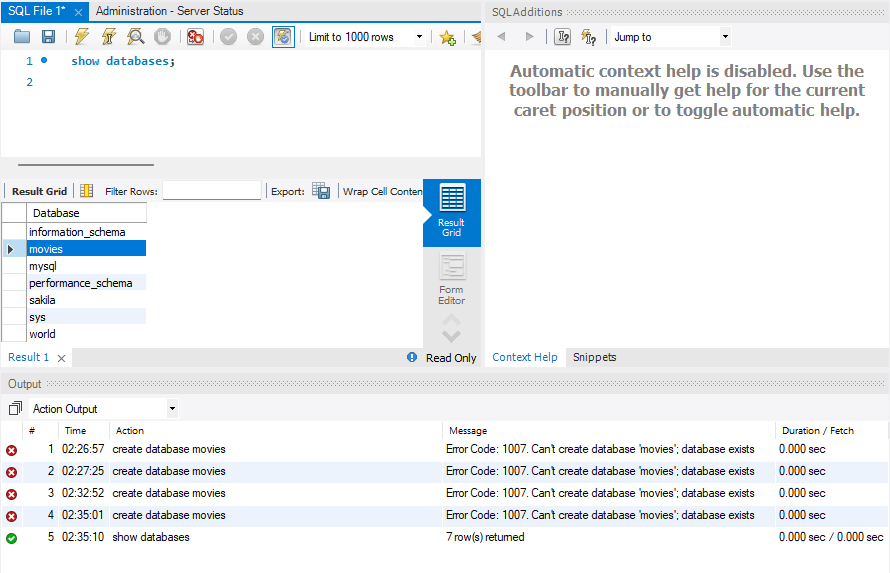 SQL File 1* ×
Administration - Server Status
Limit to 1000 rows
1 show databases;
2
Result Grid Filter Rows: Export: Wrap Cell Conten
Database
information_schema
movies
mysql
performance_schema
sakila
sys
world
Result
Grid
Form
Editor
Result 1 ×
Read Only
SQLAdditions
Jump to
Automatic context help is disabled. Use the
toolbar to manually get help for the current
caret position or to toggle automatic help.
Context Help Snippets
Output
Action Output
# Time Action Message Duration / Fetch
1 02:26:57 create database movies Error Code: 1007. Can't create database 'movies'; database exists 0.000 sec
2 02:27:25 create database movies Error Code: 1007. Can't create database 'movies'; database exists 0.000 sec
3 02:32:52 create database movies Error Code: 1007. Can't create database 'movies'; database exists 0.000 sec
4 02:35:01 create database movies Error Code: 1007. Can't create database 'movies'; database exists 0.000 sec
5 02:35:10 show databases 7 row(s) returned 0.000 sec / 0.000 sec